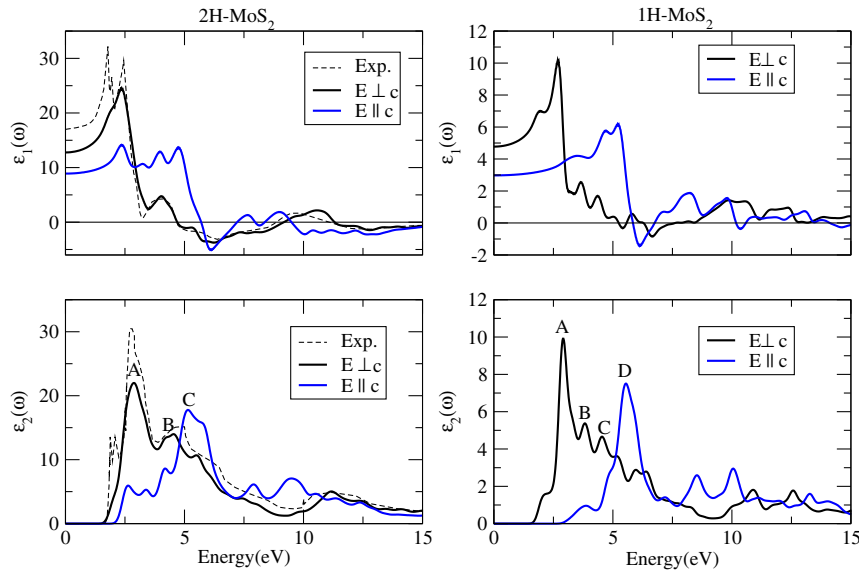 2H-MoS2
1H-MoS2
30
20
10
0
ε1(ω)
Exp.
E ⊥ c
E || c
12
10
8
6
4
2
0
-2
ε1(ω)
E ⊥ c
E || c
30
20
10
0
ε2(ω)
A
B
C
Exp.
E ⊥ c
E || c
0
5
10
15
Energy(eV)
12
10
8
6
4
2
0
ε2(ω)
A
B
C
D
E ⊥ c
E || c
0
5
10
15
Energy(eV)